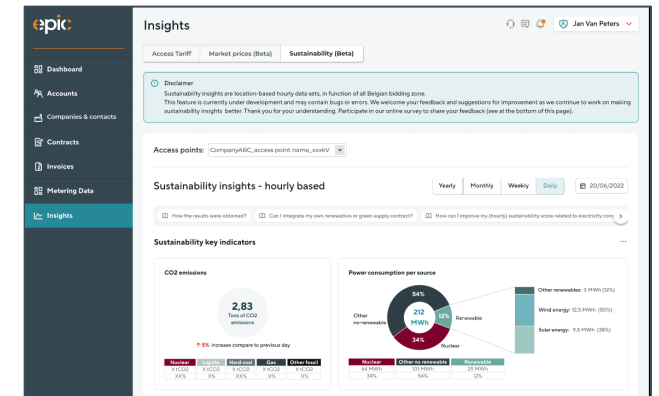 epic
Insights
Jan Van Peters
Access Tariff
Market prices (Beta)
Sustainability (Beta)
Dashboard
Accounts
Companies & contacts
Contracts
Invoices
Metering Data
Insights
Disclaimer
Sustainability insights are location-based hourly data sets, in function of all Belgian bidding zone.
This feature is currently under development and may contain bugs or errors. We welcome your feedback and suggestions for improvement as we continue to work on making
sustainability insights better. Thank you for your understanding. Participate in our online survey to share your feedback (see at the bottom of this page).
Access points: CompanyABC_access point name_xxxkV
Sustainability insights - hourly based
Yearly Monthly Weekly Daily 20/06/2022
How the results were obtained?
Can I integrate my own renewables or green supply contract?
How can I improve my (hourly) sustainability score related to electricity cons
Sustainability key indicators
CO2 emissions
2,83
Tons of CO2
emissions
5% increase compare to previous day
Nuclear Lignite Hard coal Gas Other fossil
X tCO2 X tCO2 X tCO2 X tCO2 X tCO2
XX% X% XX% X% X%
Power consumption per source
54%
212
MWh
12%
34%
Other
no-renewable
Renewable
Nuclear
Other renewables: 3 MWh (12%)
Wind energy: 12,5 MWh (50%)
Solar energy: 9,5 MWh (38%)
Nuclear Other no renewable Renewable
64 MWh 101 MWh 25 MWh
34% 54% 12%